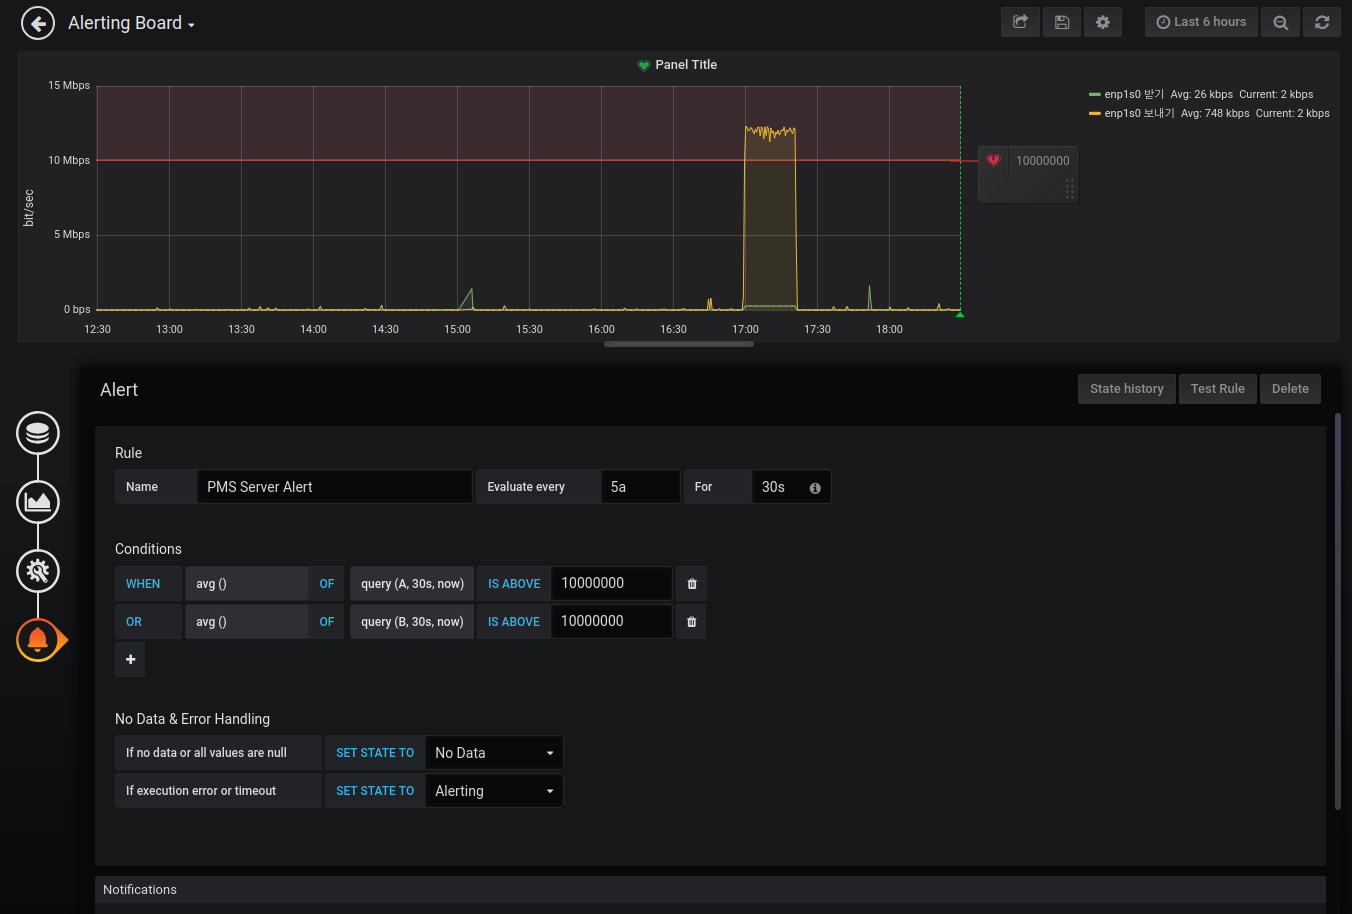 Alerting Board
Last 6 hours
Panel Title
15 Mbps
10 Mbps
5 Mbps
0 bps
bit/sec
12:30 13:00 13:30 14:00 14:30 15:00 15:30 16:00 16:30 17:00 17:30 18:00
enp1s0 받기 Avg: 26 kbps Current: 2 kbps
enp1s0 보내기 Avg: 748 kbps Current: 2 kbps
10000000
Alert
State history Test Rule Delete
Rule
Name PMS Server Alert Evaluate every 5a For 30s
Conditions
WHEN avg () OF query (A, 30s, now) IS ABOVE 10000000
OR avg () OF query (B, 30s, now) IS ABOVE 10000000
No Data & Error Handling
If no data or all values are null SET STATE TO No Data
If execution error or timeout SET STATE TO Alerting
Notifications